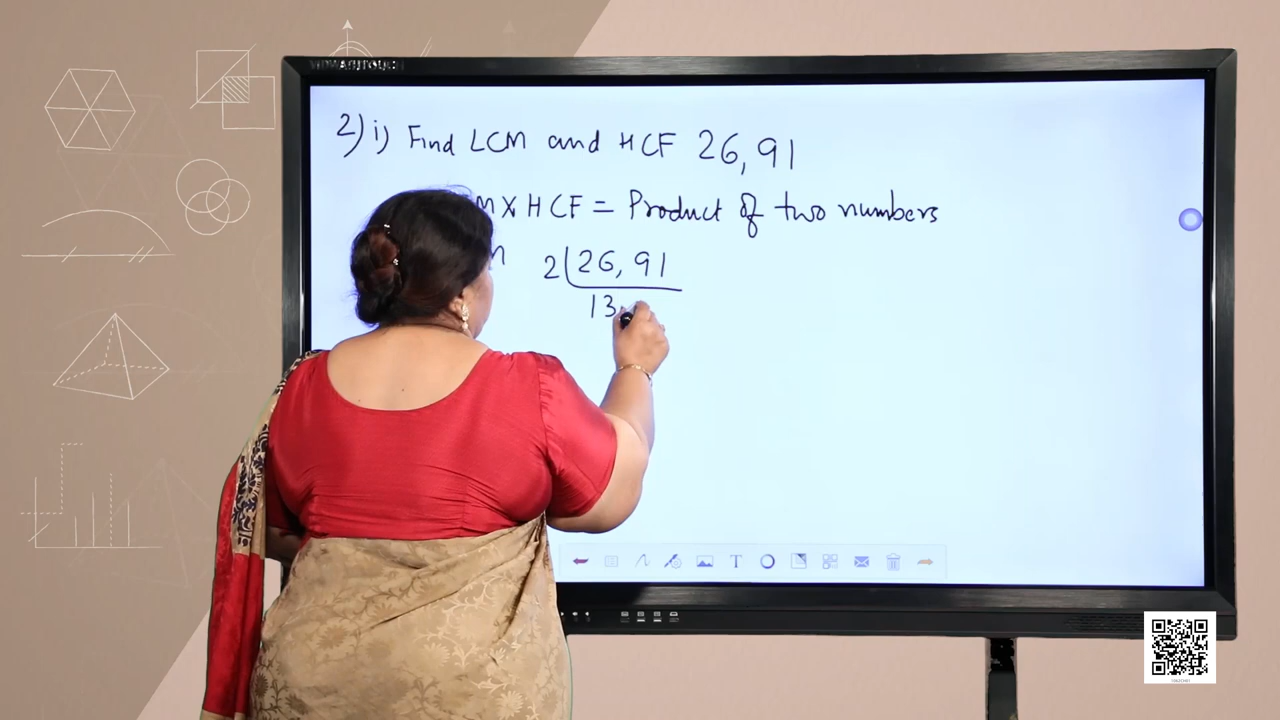 2) i) Find LCM and HCF 26, 91
M x HCF = Product of two numbers
2 26, 91
13
T